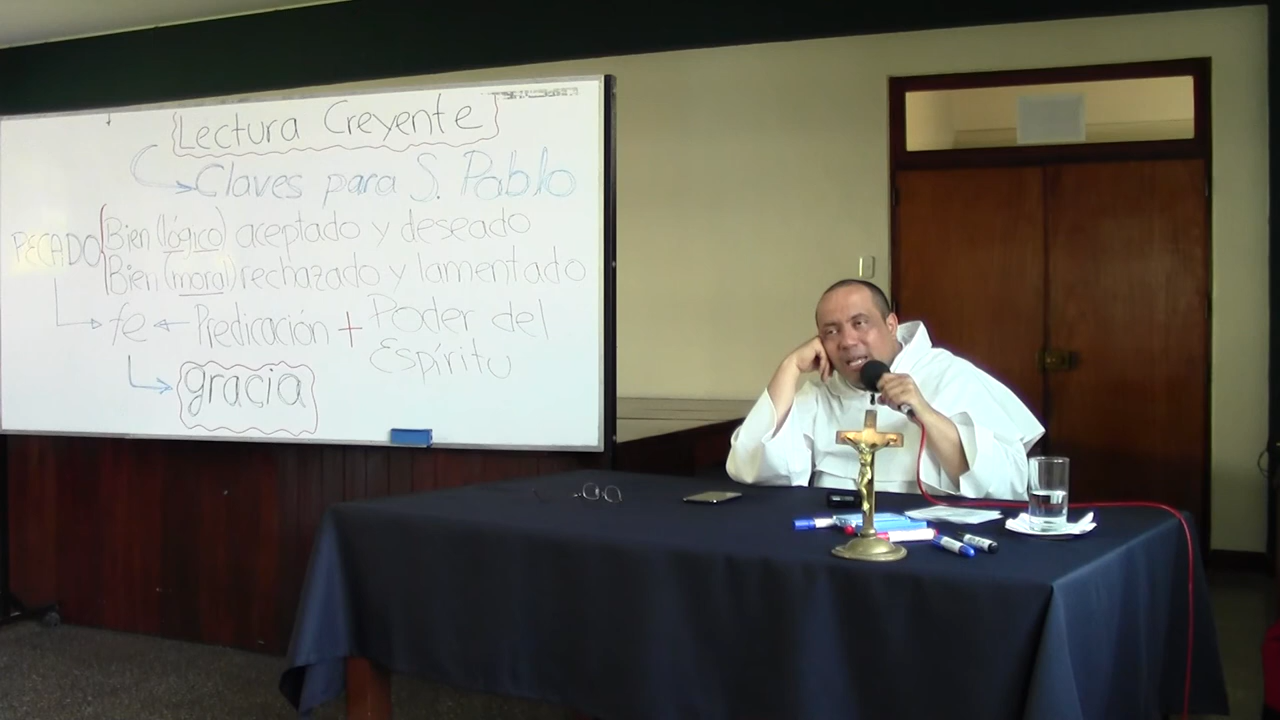 Lectura Creyente
Claves para S. Pablo
PECADO
Bien (lógico) aceptado y deseado
Bien (moral) rechazado y lamentado
fe Predicación + Poder del
Espíritu
gracia